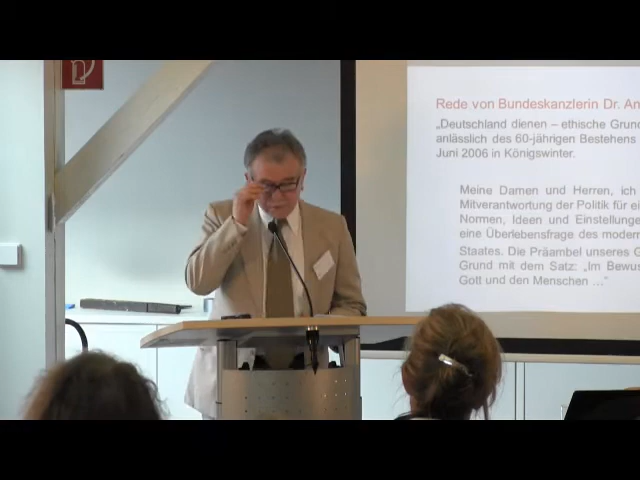 Rede von Bundeskanzlerin Dr. An
„Deutschland dienen – ethische Grun
anlässlich des 60-jährigen Bestehens
Juni 2006 in Königswinter.
Meine Damen und Herren, ich
Mitverantwortung der Politik für ei
Normen, Ideen und Einstellunge
eine Überlebensfrage des modern
Staates. Die Präambel unseres G
Grund mit dem Satz: „Im Bewus
Gott und den Menschen …“